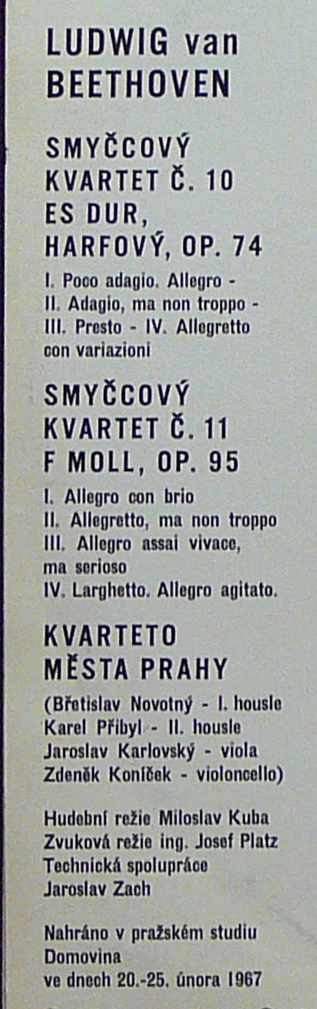 LUDWIG van
BEETHOVEN
SMYČCOVÝ
KVARTET Č. 10
ES DUR,
HARFOVÝ, OP. 74
I. Poco adagio. Allegro -
II. Adagio, ma non troppo -
III. Presto - IV. Allegretto
con variazioni
SMYČCOVÝ
KVARTET Č. 11
F MOLL, OP. 95
I. Allegro con brio
II. Allegretto, ma non troppo
III. Allegro assai vivace,
ma serioso
IV. Larghetto. Allegro agitato.
KVARTETO
MĚSTA PRAHY
(Břetislav Novotný - I. housle
Karel Přibyl - II. housle
Jaroslav Karlovský - viola
Zdeněk Koníček - violoncello)
Hudební režie Miloslav Kuba
Zvuková režie ing. Josef Platz
Technická spolupráce
Jaroslav Zach
Nahráno v pražském studiu
Domovina
ve dnech 20.-25. února 1967